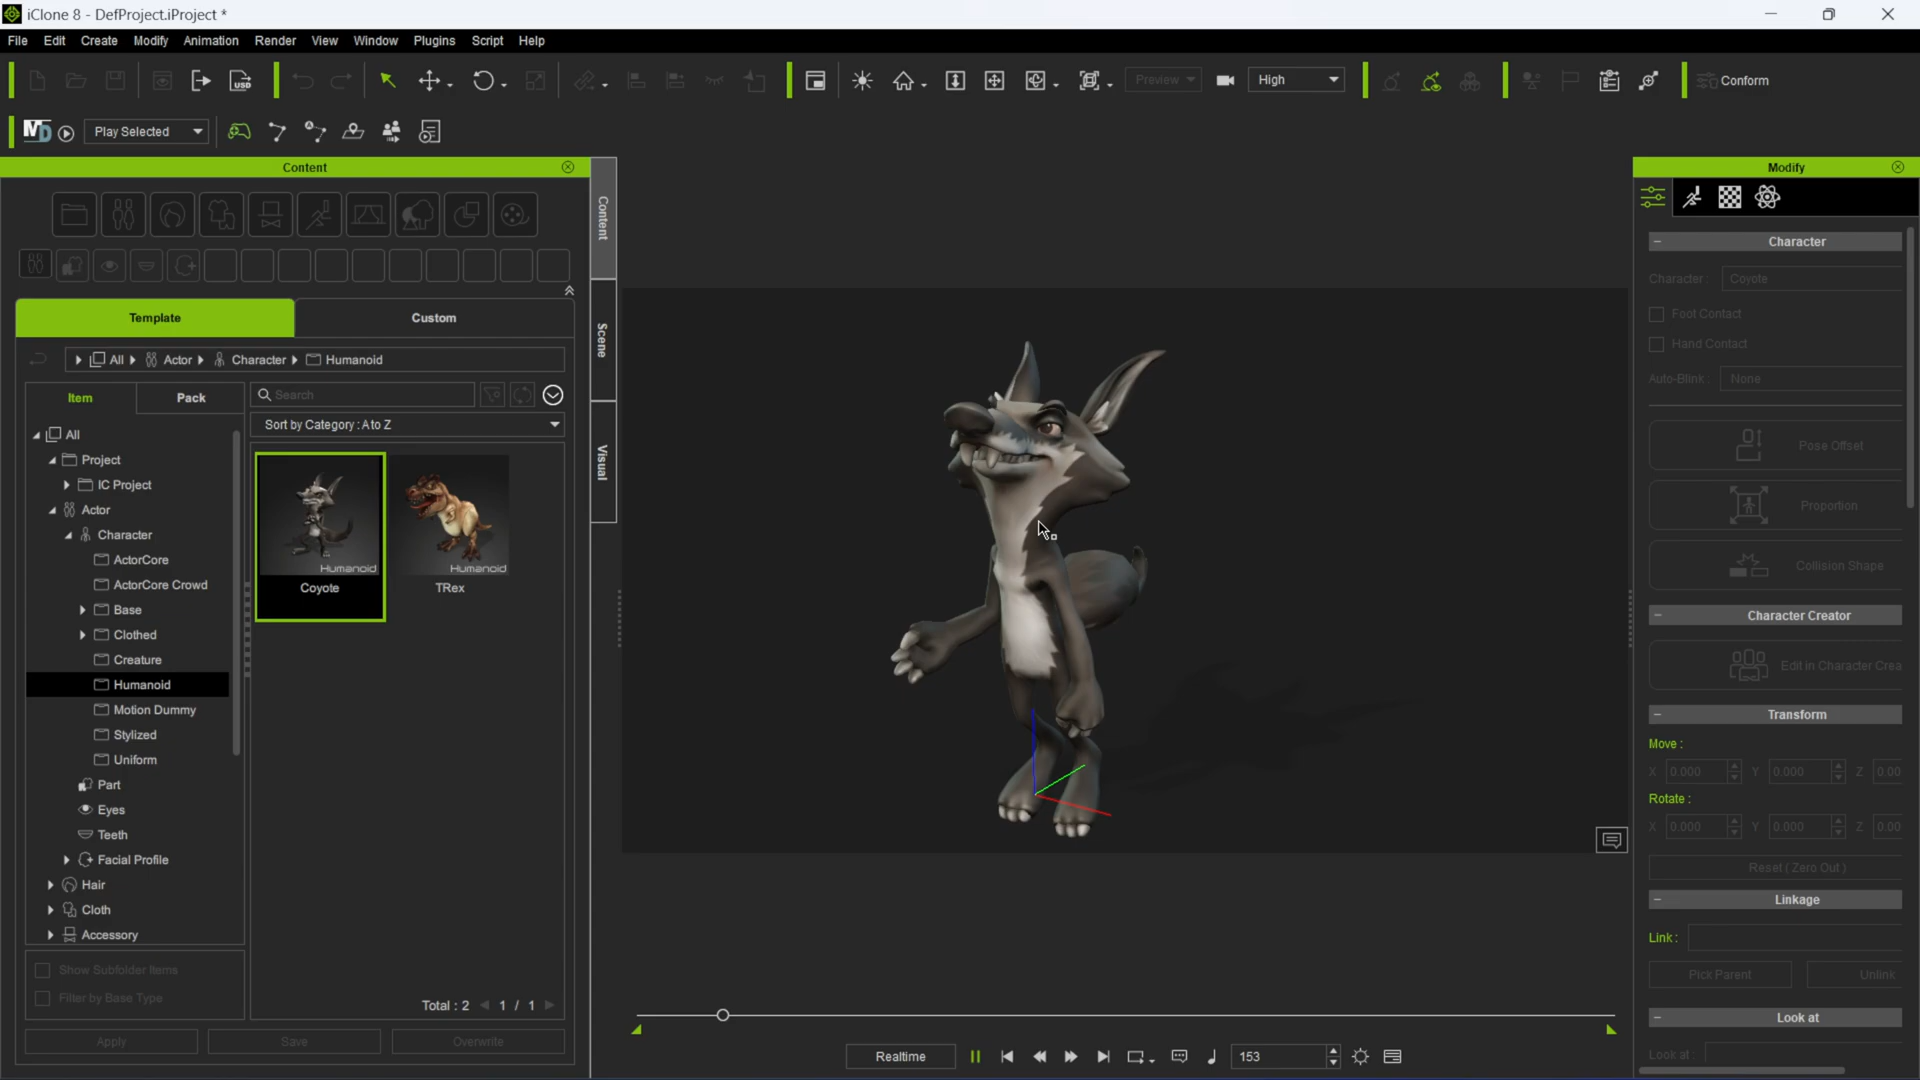 iClone 8 - DefProject.iProject *
File Edit Create Modify Animation Render View Window Plugins Script Help
USD Preview High Conform
MD Play Selected
Content
Content
Scene
Visual
Template Custom
All Actor Character Humanoid
Item Pack
Search
Sort by Category : A to Z
All
Project
IC Project
Actor
Character
ActorCore
ActorCore Crowd
Base
Clothed
Creature
Humanoid
Motion Dummy
Stylized
Uniform
Part
Eyes
Teeth
Facial Profile
Hair
Cloth
Accessory
Humanoid
Coyote
Humanoid
TRex
Show Subfolder Items
Filter by Base Type
Total : 2 1 / 1
Apply Save Overwrite
Realtime 153
Modify
Character
Character : Coyote
Foot Contact
Hand Contact
Auto-Blink : None
Pose Offset
Proportion
Collision Shape
Character Creator
Edit in Character Crea
Transform
Move :
X 0.000 Y 0.000 Z 0.00
Rotate :
X 0.000 Y 0.000 Z 0.00
Reset ( Zero Out )
Linkage
Link :
Pick Parent Unlink
Look at
Look at :